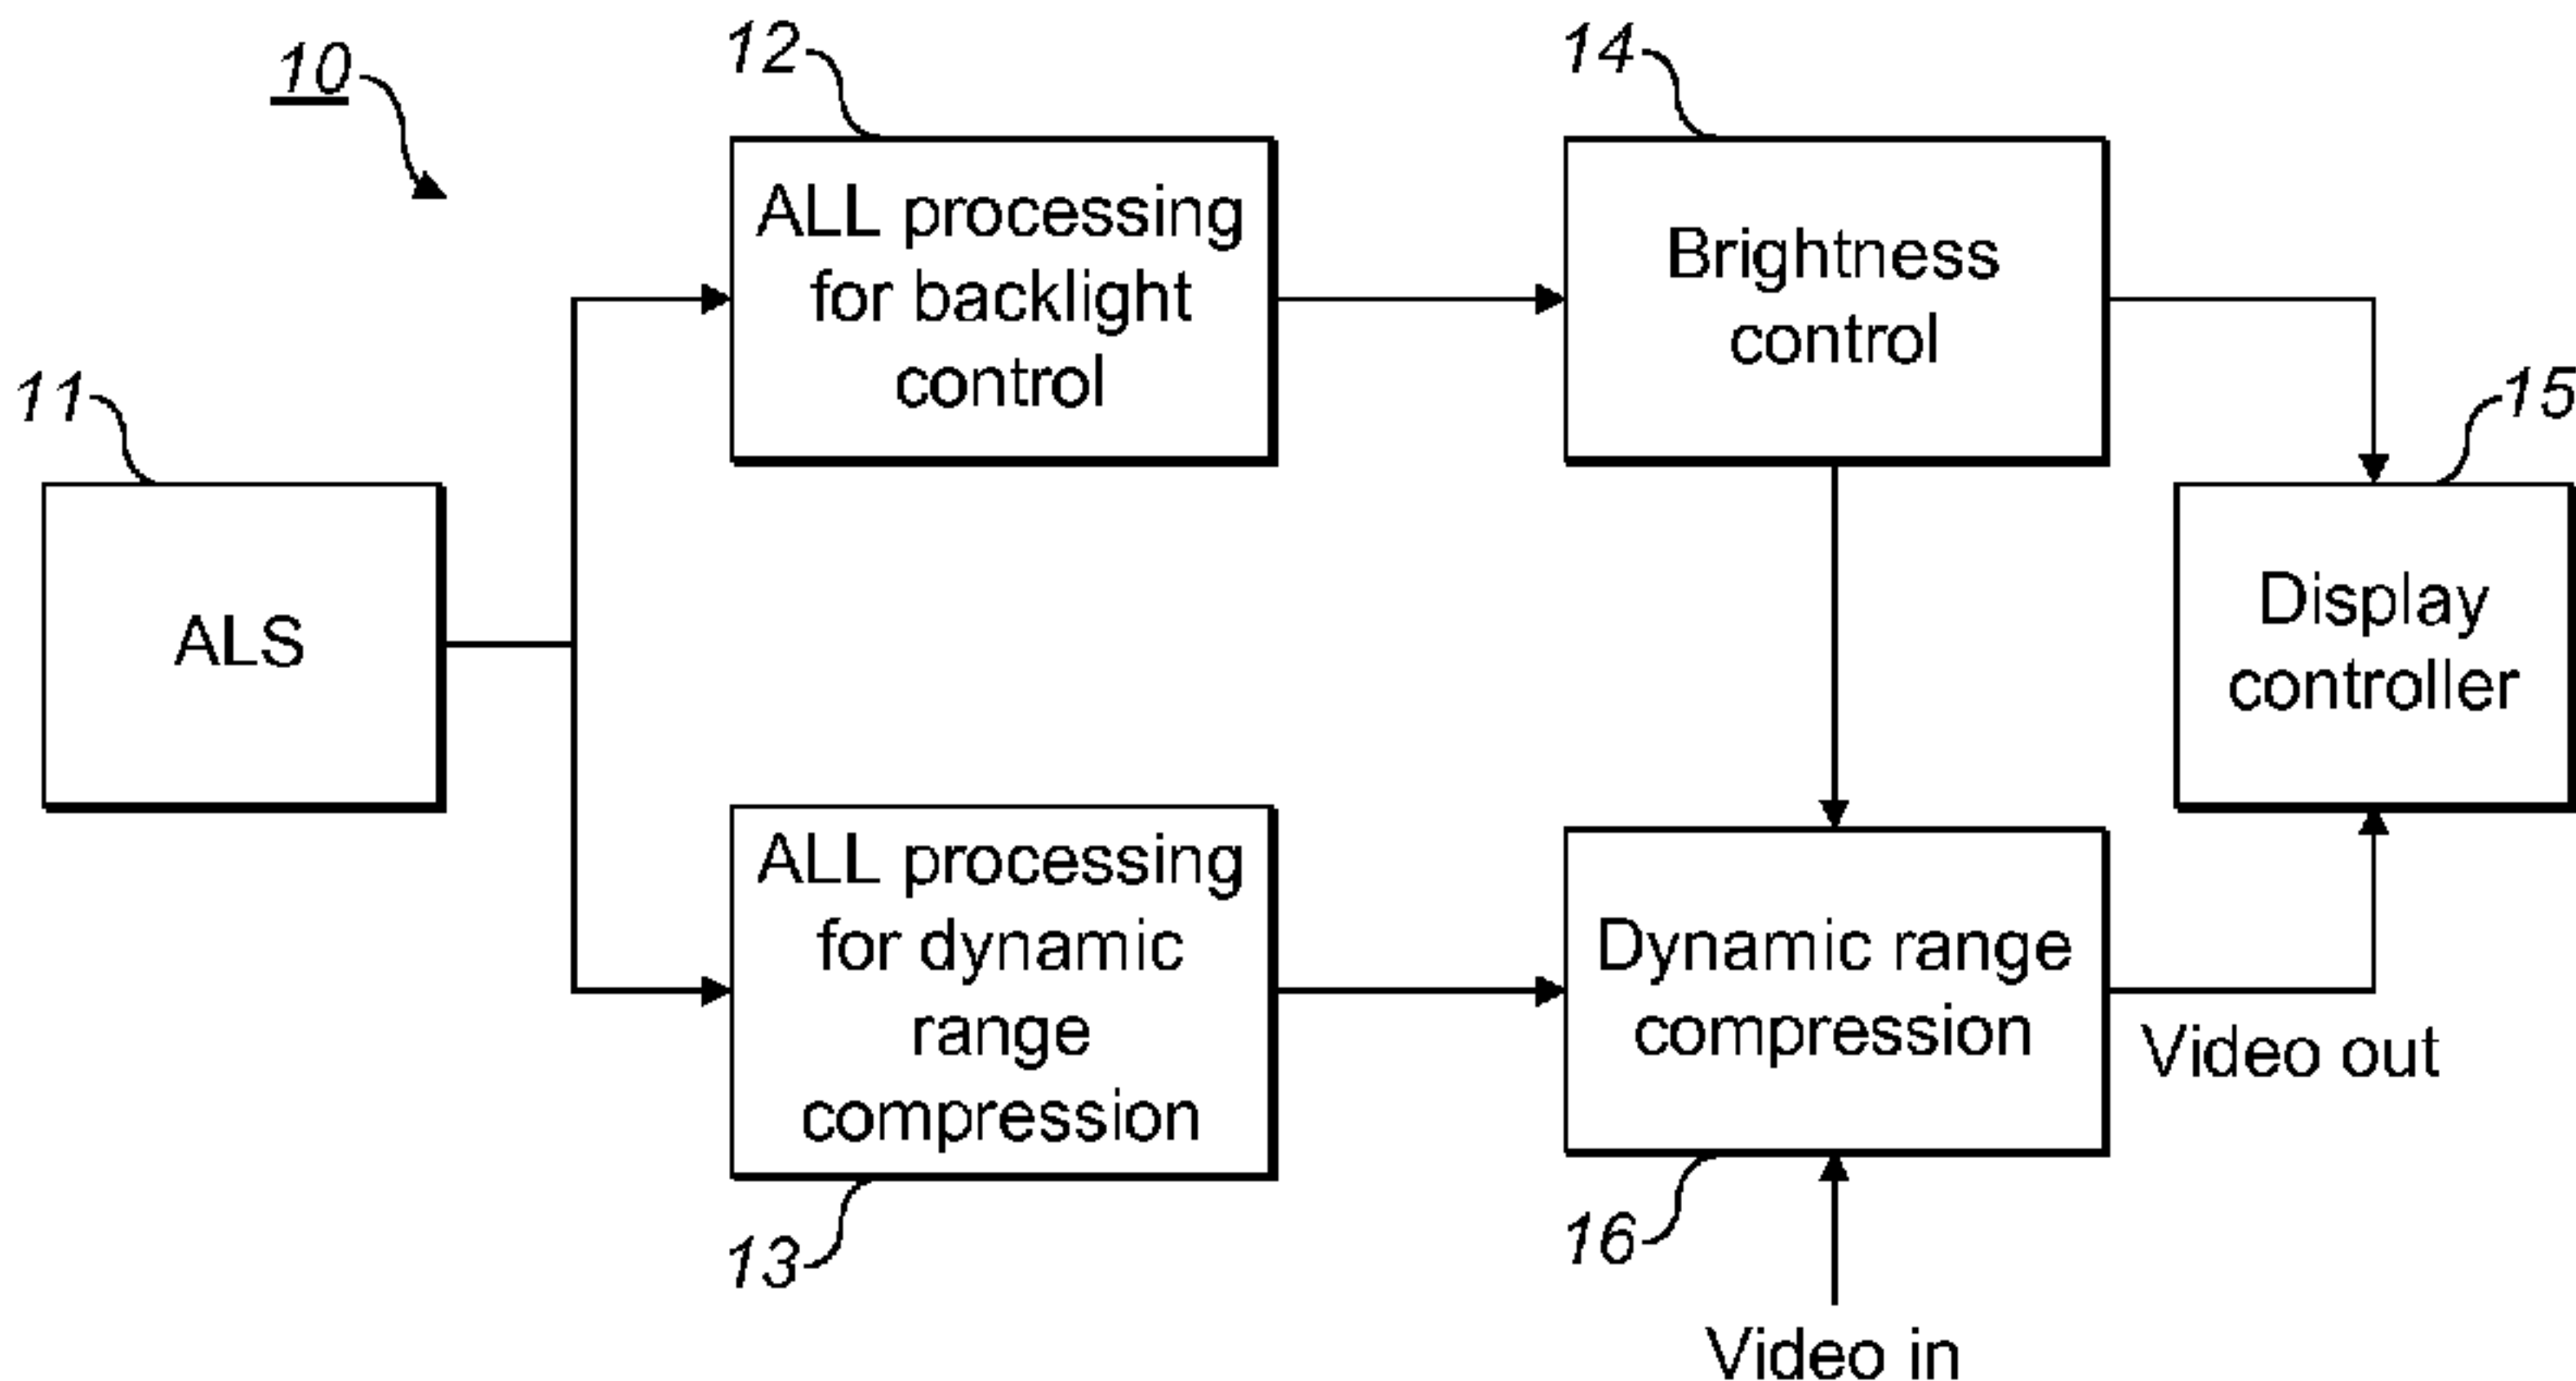 10
12
14
ALL processing
for backlight
control
Brightness
control
11
15
ALS
Display
controller
ALL processing
for dynamic
range
compression
Dynamic range
compression
Video out
13
16
Video in